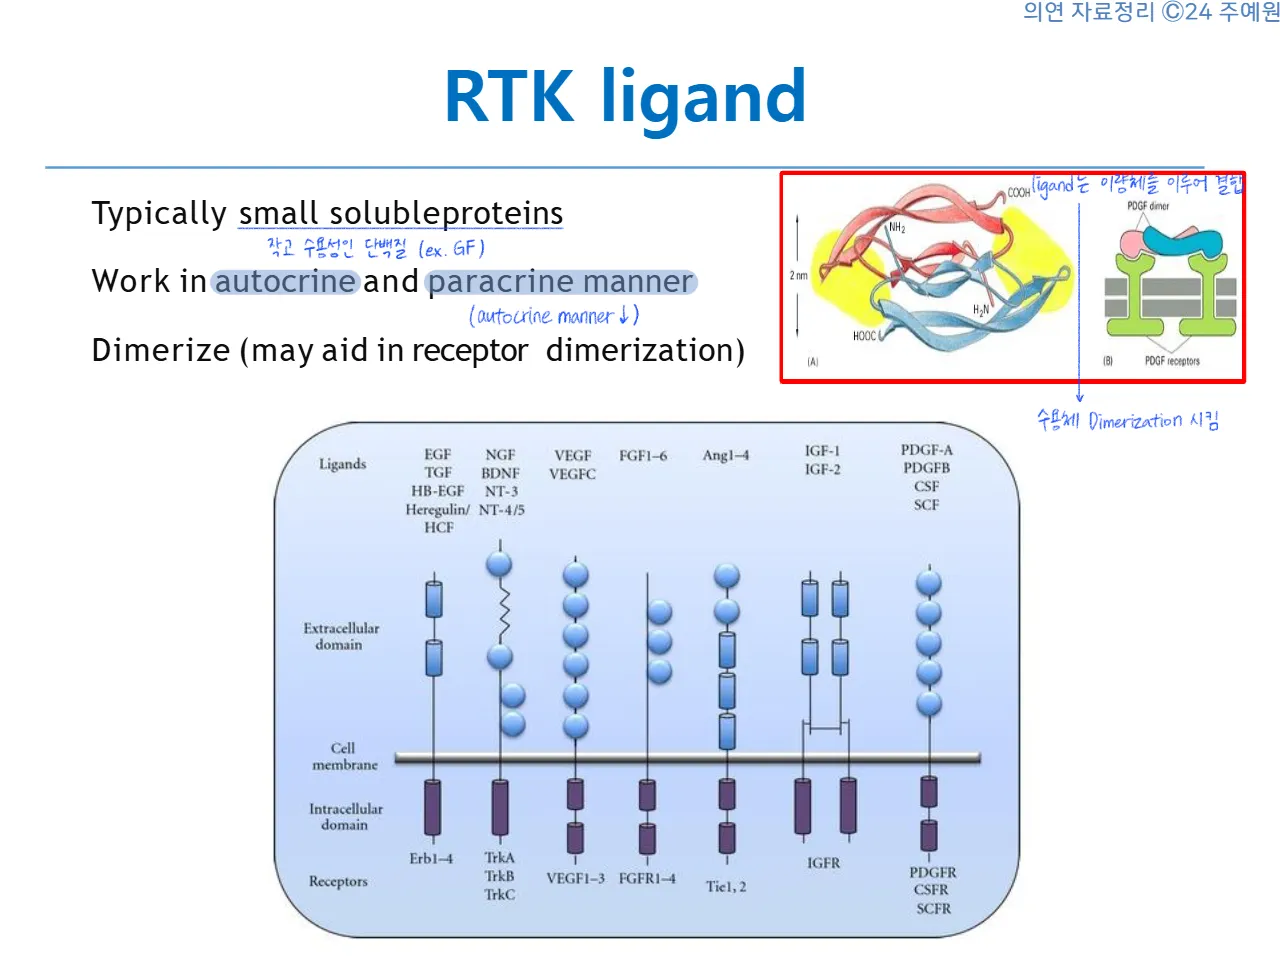 의연 자료정리 ©24 주예원
RTK ligand
Typically small solubleproteins
작고 수용성인 단백질 (ex. GF)
Work in autocrine and paracrine manner
(autocrine manner↓)
Dimerize (may aid in receptor dimerization)
ligand는 이량체를 이루어 결합
COOH
NH2
2 nm
H2N
HOOC
(A)
PDGF dimer
(B)
PDGF receptors
수용체 Dimerization 시킴
Ligands
EGF
TGF
HB-EGF
Heregulin/
HCF
NGF
BDNF
NT-3
NT-4/5
VEGF
VEGFC
FGF1–6
Ang1–4
IGF-1
IGF-2
PDGF-A
PDGFB
CSF
SCF
Extracellular
domain
Cell
membrane
Intracellular
domain
Receptors
Erb1–4
TrkA
TrkB
TrkC
VEGF1–3
FGFR1–4
Tie1, 2
IGFR
PDGFR
CSFR
SCFR